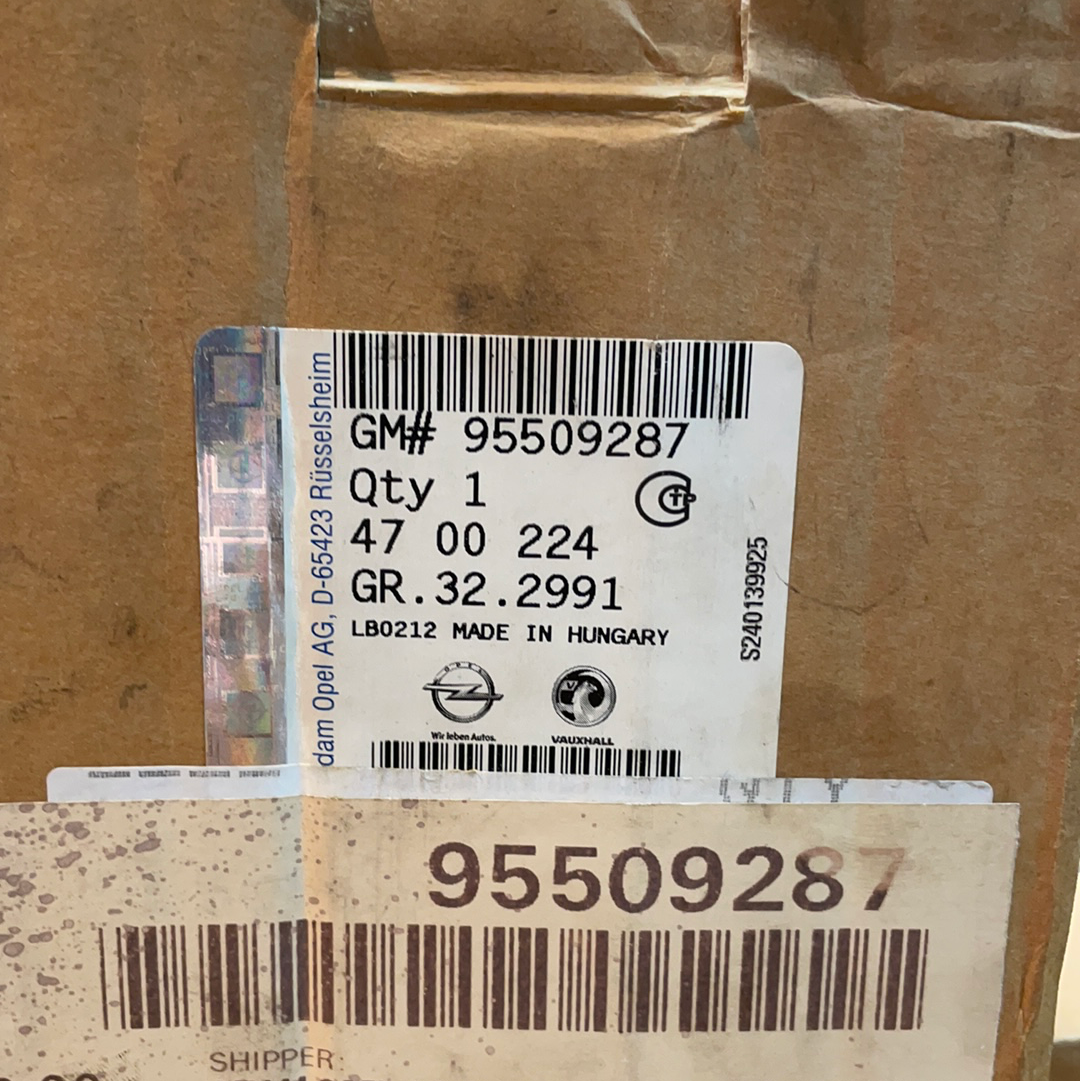 GM# 95509287
Qty 1
47 00 224
GR.32.2991
LB0212 MADE IN HUNGARY
OPEL
Wir leben Autos.
VAUXHALL
dam Opel AG, D-65423 Rüsselsheim
S240139925
95509287
SHIPPER: